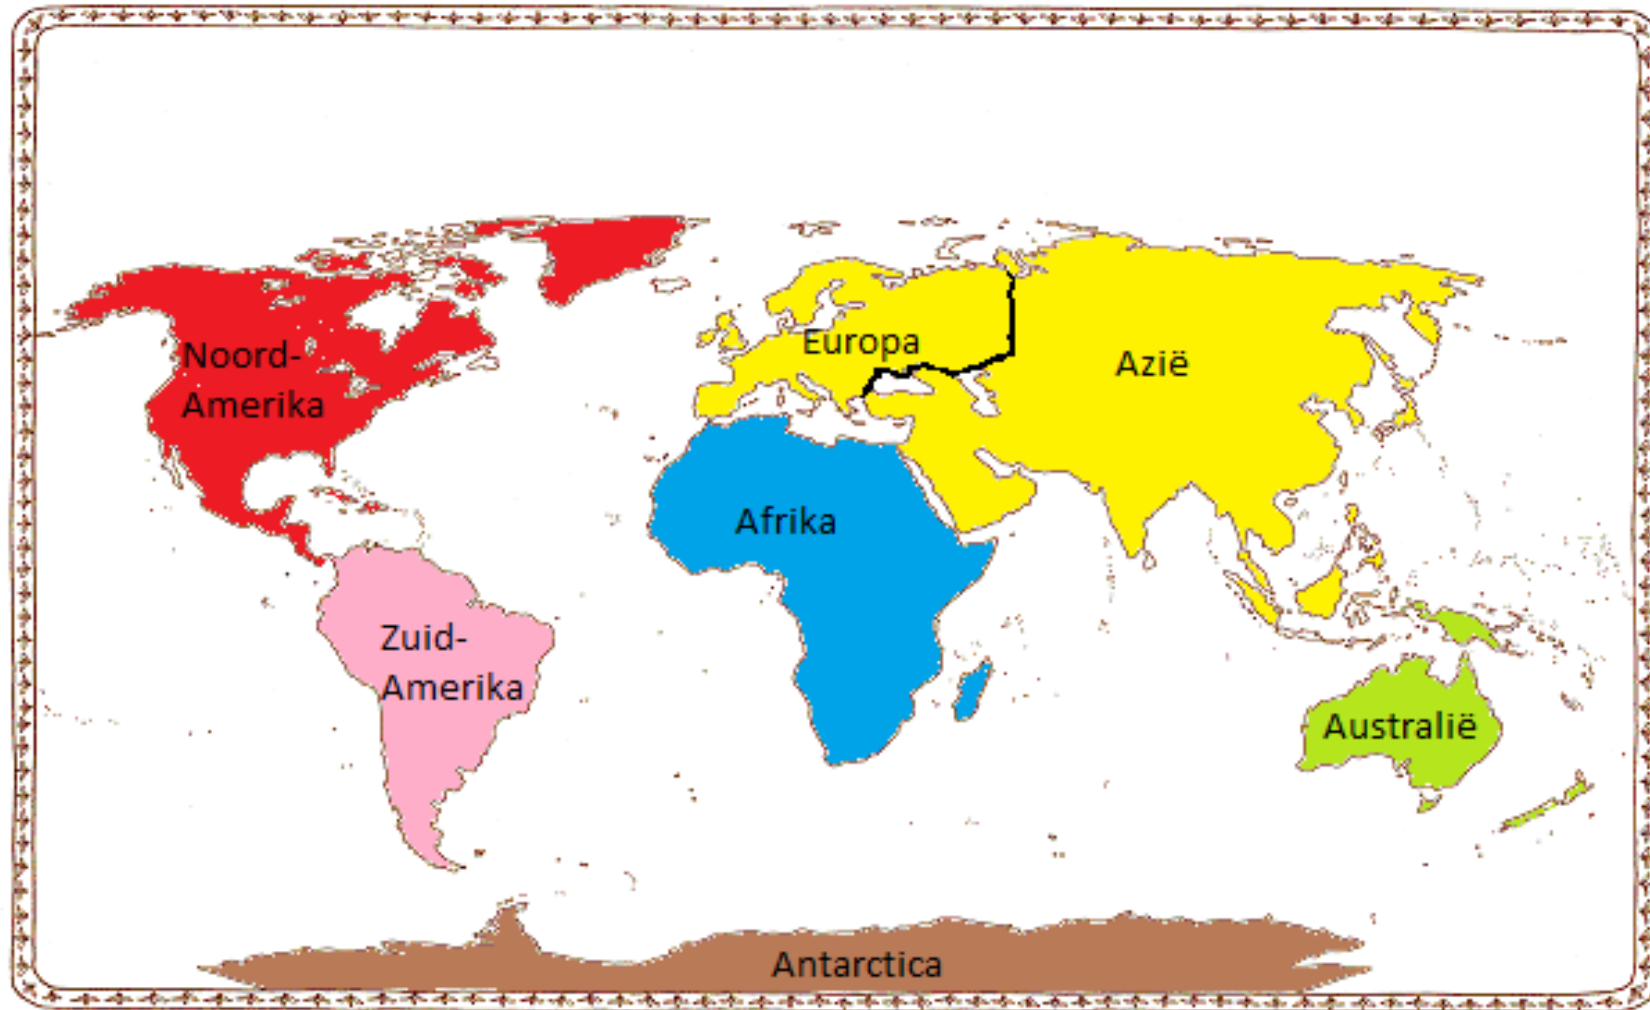 Noord-
Amerika
Europa
Azië
Afrika
Zuid-
Amerika
Australië
Antarctica